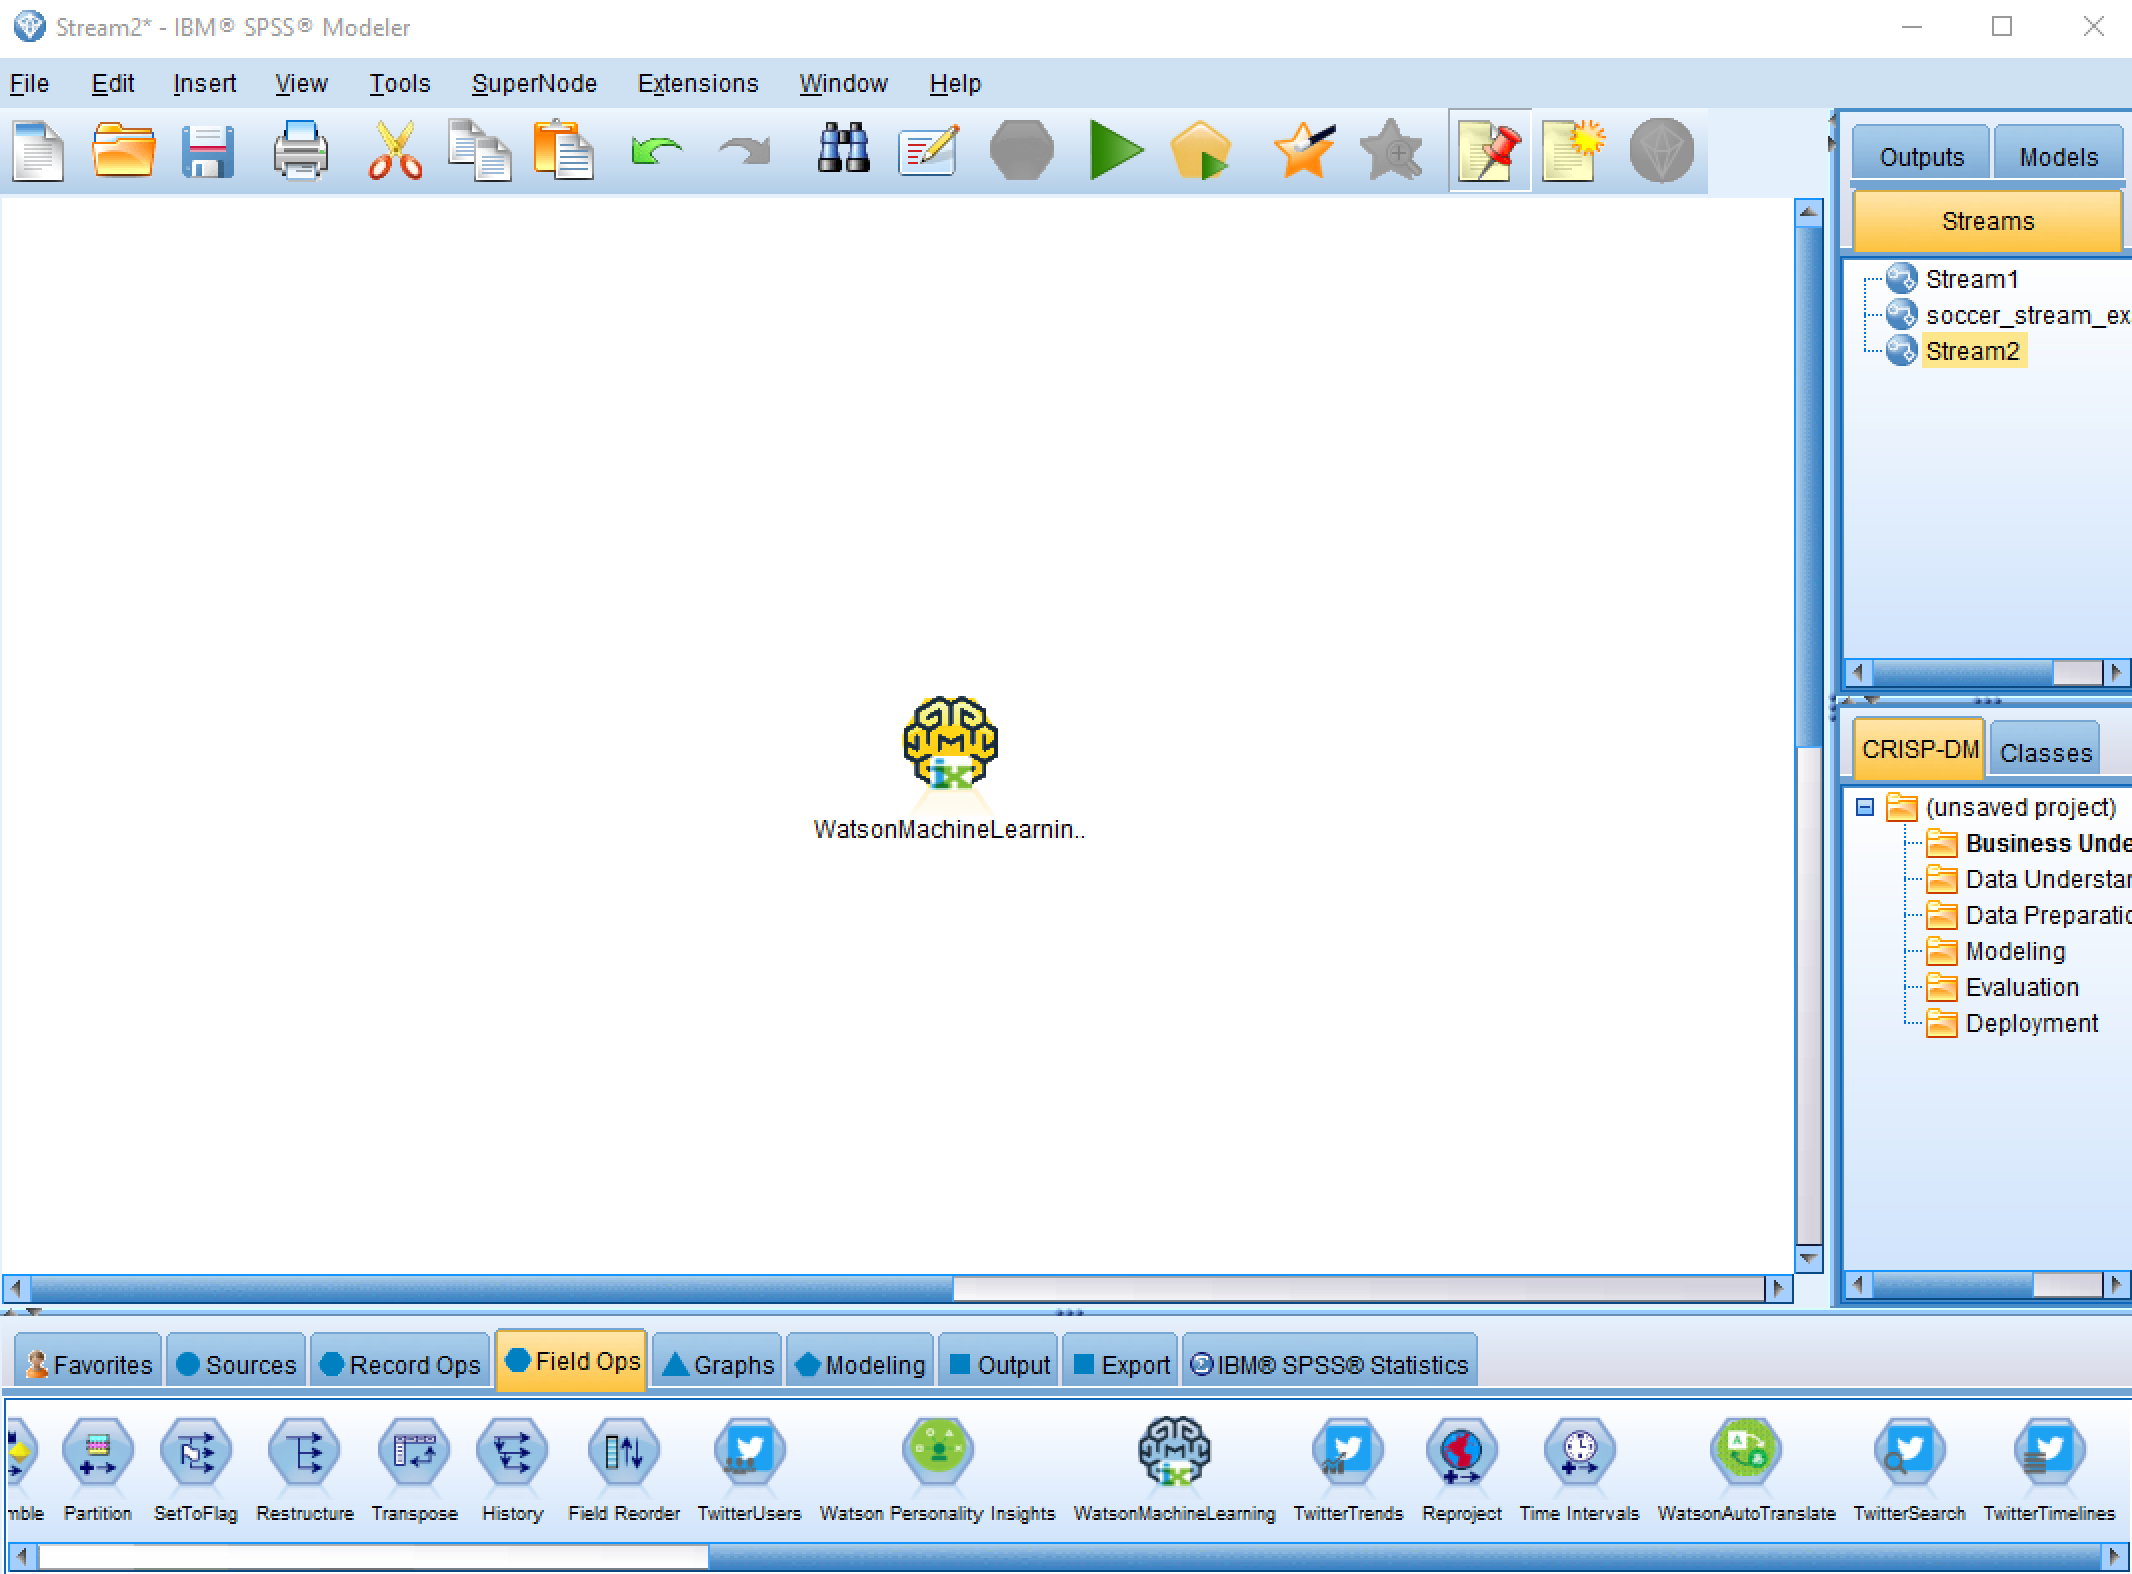 Stream2* - IBM® SPSS® Modeler
File Edit Insert View Tools SuperNode Extensions Window Help
Outputs Models
Streams
Stream1
soccer_stream_ex
Stream2
WatsonMachineLearnin..
CRISP-DM Classes
(unsaved project)
Business Unde
Data Understan
Data Preparatio
Modeling
Evaluation
Deployment
Favorites Sources Record Ops Field Ops Graphs Modeling Output Export IBM® SPSS® Statistics
mble Partition SetToFlag Restructure Transpose History Field Reorder TwitterUsers Watson Personality Insights WatsonMachineLearning TwitterTrends Reproject Time Intervals WatsonAutoTranslate TwitterSearch TwitterTimelines